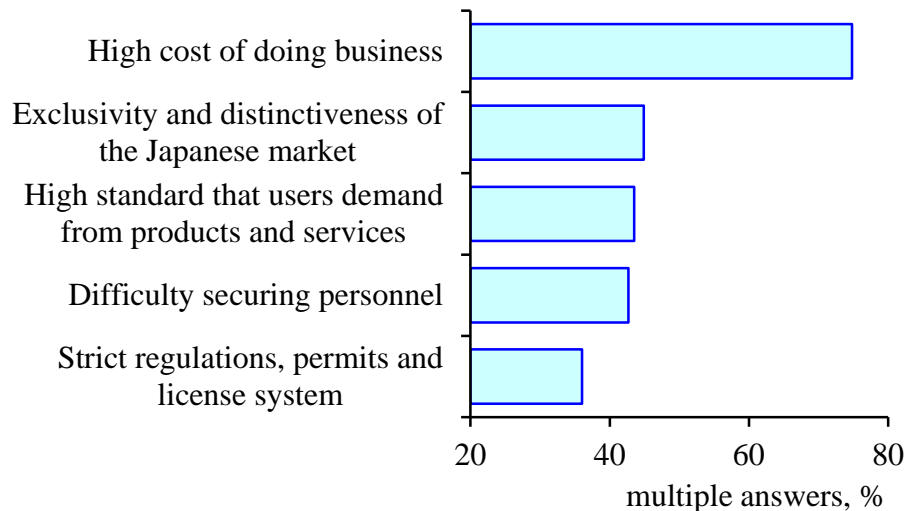 High cost of doing business
Exclusivity and distinctiveness of
the Japanese market
High standard that users demand
from products and services
Difficulty securing personnel
Strict regulations, permits and
license system
20 40 60 80
multiple answers, %